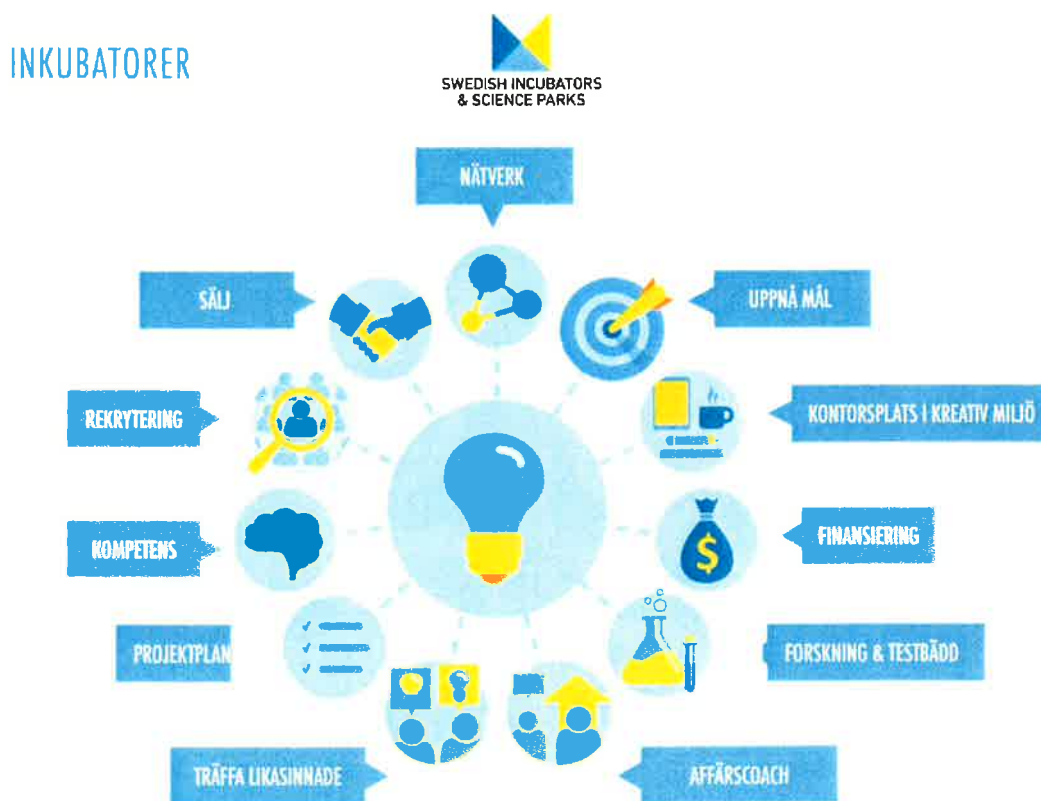 INKUBATORER
SWEDISH INCUBATORS
& SCIENCE PARKS
NÄTVERK
SÄLJ
UPPNÅ MÅL
REKRYTERING
KONTORSPLATS I KREATIV MILJÖ
KOMPETENS
FINANSIERING
PROJEKTPLAN
FORSKNING & TESTBÄDD
TRÄFFA LIKASINNADE
AFFÄRSCOACH
$